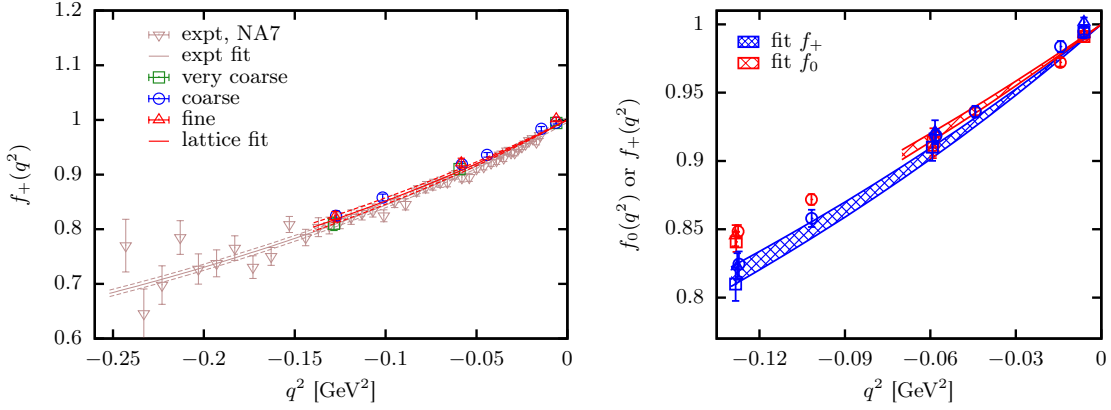 f₊(q²)
1.2
1.1
1
0.9
0.8
0.7
0.6
expt, NA7
expt fit
very coarse
coarse
fine
lattice fit
−0.25 −0.2 −0.15 −0.1 −0.05 0
q² [GeV²]
f₀(q²) or f₊(q²)
1
0.95
0.9
0.85
0.8
fit f₊
fit f₀
−0.12 −0.09 −0.06 −0.03 0
q² [GeV²]